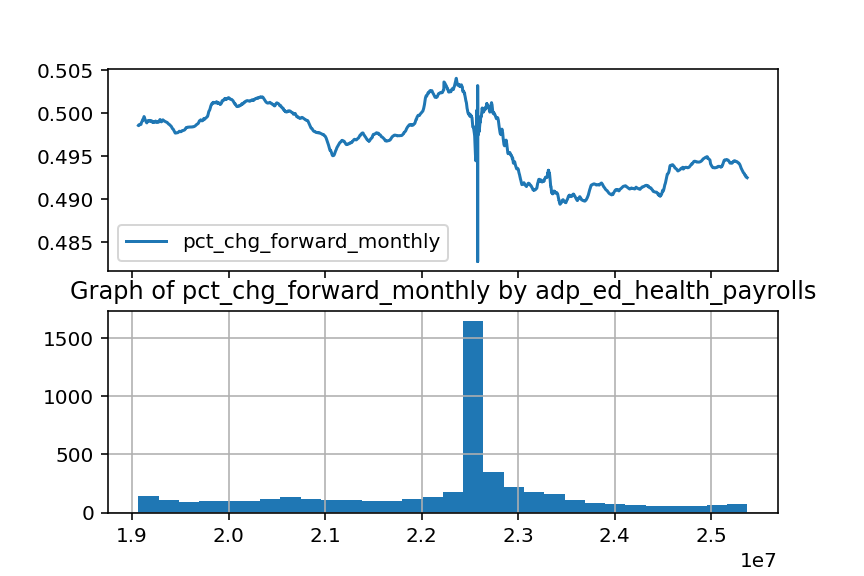 0.505
0.500
0.495
0.490
0.485
pct_chg_forward_monthly
Graph of pct_chg_forward_monthly by adp_ed_health_payrolls
1500
1000
500
0
1.9 2.0 2.1 2.2 2.3 2.4 2.5
1e7